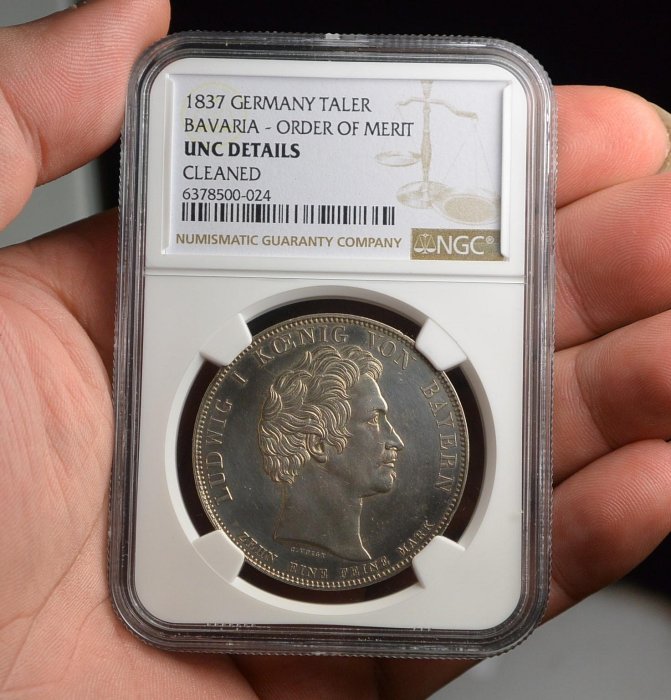 1837 GERMANY TALER
BAVARIA - ORDER OF MERIT
UNC DETAILS
CLEANED
6378500-024
NUMISMATIC GUARANTY COMPANY
NGC®
LUDWIG I KŒNIG VON BAYERN
C. VOIGT
ZEHN EINE FEINE MARK